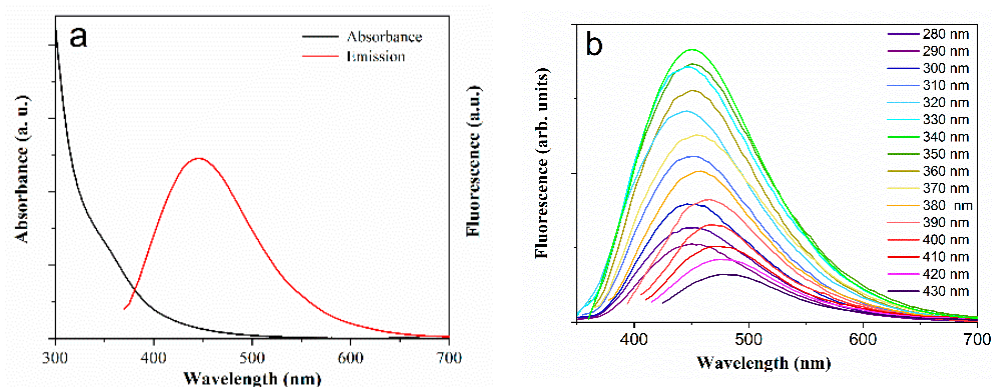 a
Absorbance
Emission
Absorbance (a. u.)
Fluorescence (a.u.)
300 400 500 600 700
Wavelength (nm)
b
280 nm
290 nm
300 nm
310 nm
320 nm
330 nm
340 nm
350 nm
360 nm
370 nm
380 nm
390 nm
400 nm
410 nm
420 nm
430 nm
Fluorescence (arb. units)
400 500 600 700
Wavelength (nm)